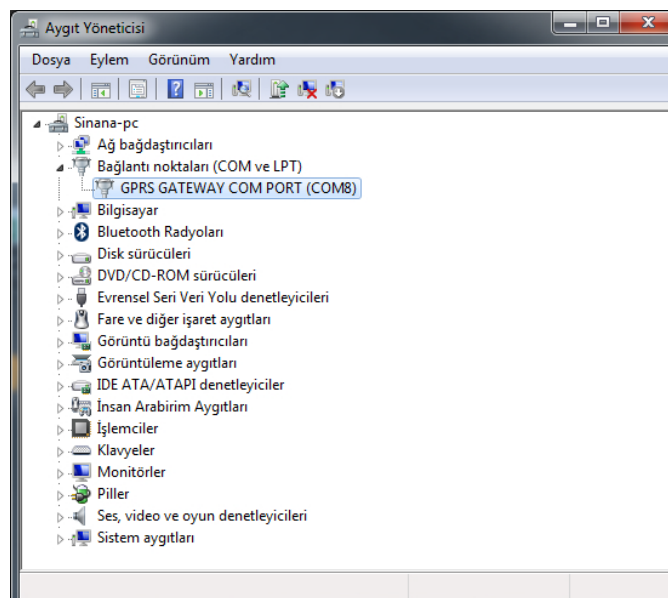 Aygıt Yöneticisi
Dosya Eylem Görünüm Yardım
Sinana-pc
Ağ bağdaştırıcıları
Bağlantı noktaları (COM ve LPT)
GPRS GATEWAY COM PORT (COM8)
Bilgisayar
Bluetooth Radyoları
Disk sürücüleri
DVD/CD-ROM sürücüleri
Evrensel Seri Veri Yolu denetleyicileri
Fare ve diğer işaret aygıtları
Görüntü bağdaştırıcıları
Görüntüleme aygıtları
IDE ATA/ATAPI denetleyiciler
İnsan Arabirim Aygıtları
İşlemciler
Klavyeler
Monitörler
Piller
Ses, video ve oyun denetleyicileri
Sistem aygıtları